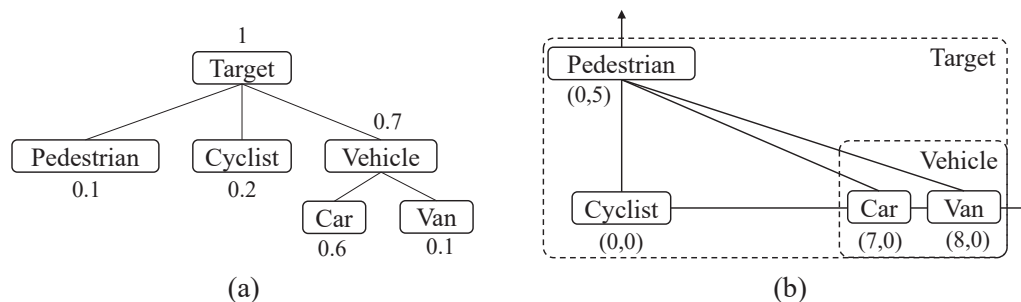 1
Target
0.7
Pedestrian
Cyclist
Vehicle
0.1
0.2
Car
Van
0.6
0.1
(a)
Pedestrian
Target
(0,5)
Vehicle
Cyclist
Car
Van
(0,0)
(7,0)
(8,0)
(b)